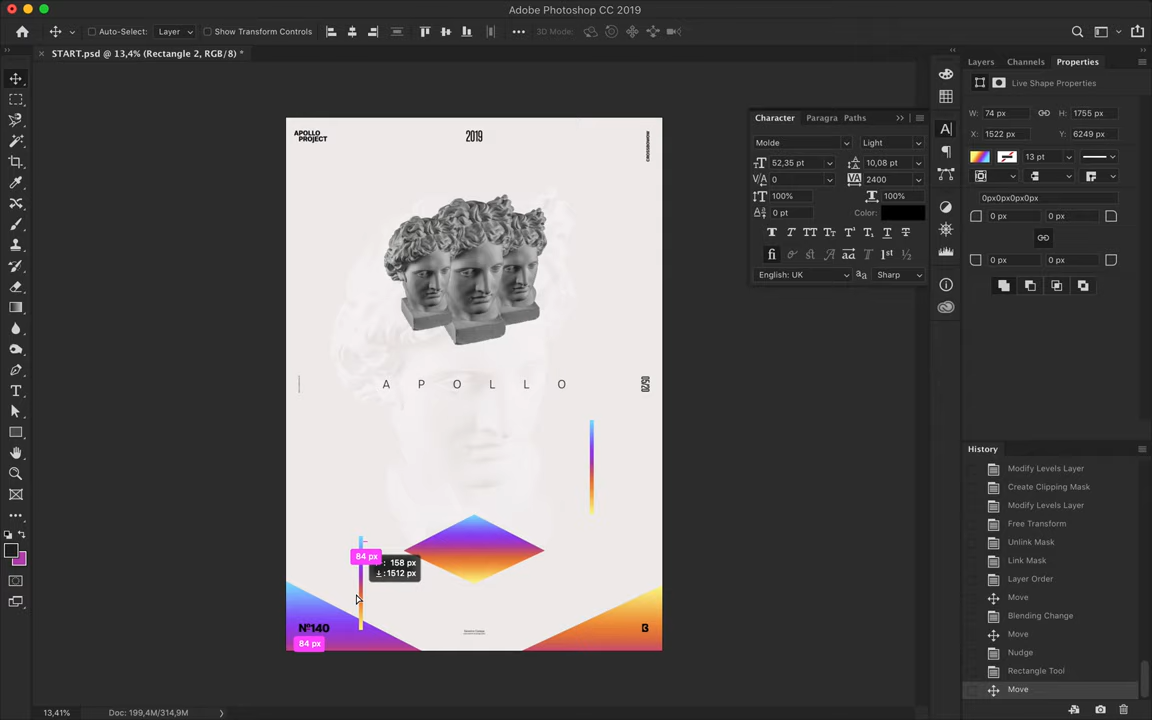 Adobe Photoshop CC 2019
Auto-Select:
Layer
Show Transform Controls
3D Mode:
START.psd @ 13,4% (Rectangle 2, RGB/8) *
Layers
Channels
Properties
Live Shape Properties
W: 74 px
H: 1755 px
X: 1522 px
Y: 6249 px
13 pt
0px0px0px0px
0 px
0 px
0 px
0 px
Character
Paragra
Paths
Molde
Light
52,35 pt
10,08 pt
0
2400
100%
100%
0 pt
Color:
English: UK
Sharp
APOLLO
PROJECT
2019
CROSSBOWROW
A P O L L O
05/20
84 px
158 px
1512 px
Nº140
84 px
B
History
Modify Levels Layer
Create Clipping Mask
Modify Levels Layer
Free Transform
Unlink Mask
Link Mask
Layer Order
Move
Blending Change
Move
Nudge
Rectangle Tool
Move
13,41%
Doc: 199,4M/314,9M